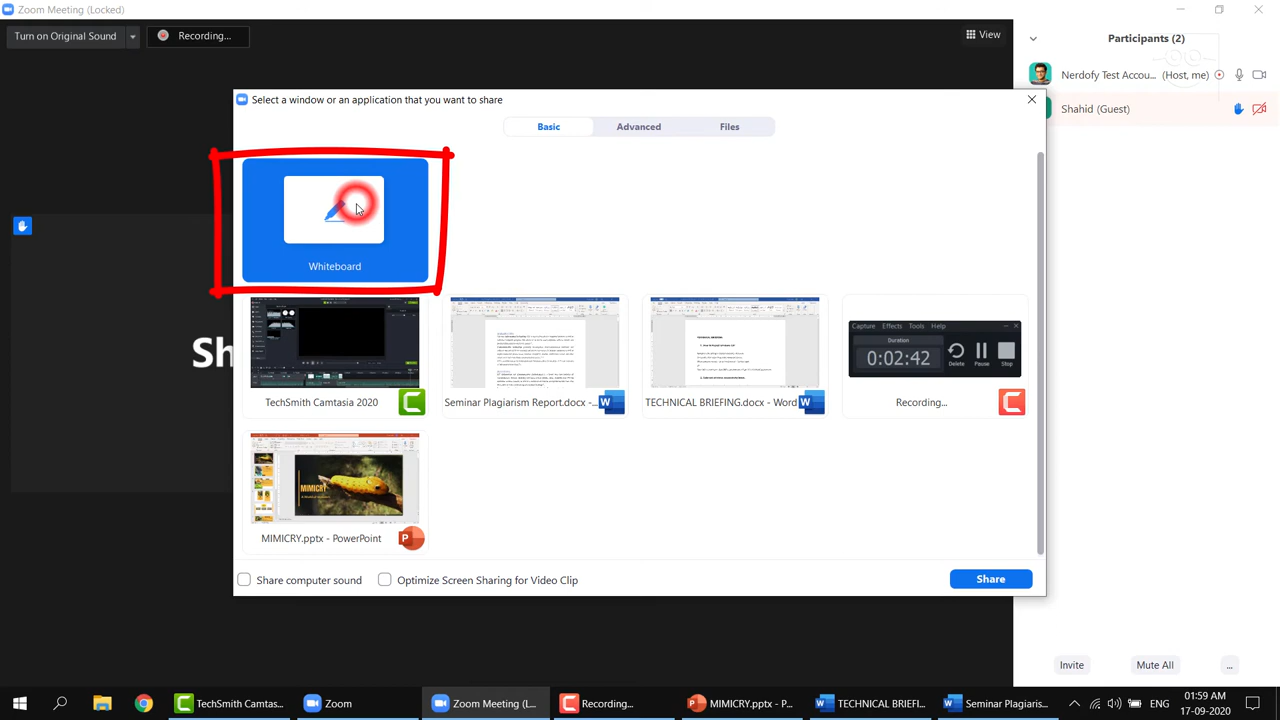 Zoom Meeting (Locked)
Turn on Original Sound
Recording...
View
Participants (2)
Nerdofy Test Accou... (Host, me)
Shahid (Guest)
Select a window or an application that you want to share
Basic
Advanced
Files
Whiteboard
Sh
Capture Effects Tools Help
Duration
0:02:42
Delete
Pause
Stop
TECHNICAL BRIEFING
TechSmith Camtasia 2020
Seminar Plagiarism Report.docx -...
TECHNICAL BRIEFING.docx - Word
Recording...
MIMICRY
MIMICRY.pptx - PowerPoint
Share computer sound
Optimize Screen Sharing for Video Clip
Share
Invite
Mute All
...
TechSmith Camtas...
Zoom
Zoom Meeting (L...
Recording...
MIMICRY.pptx - P...
TECHNICAL BRIEFI...
Seminar Plagiaris...
ENG
01:59 AM
17-09-2020